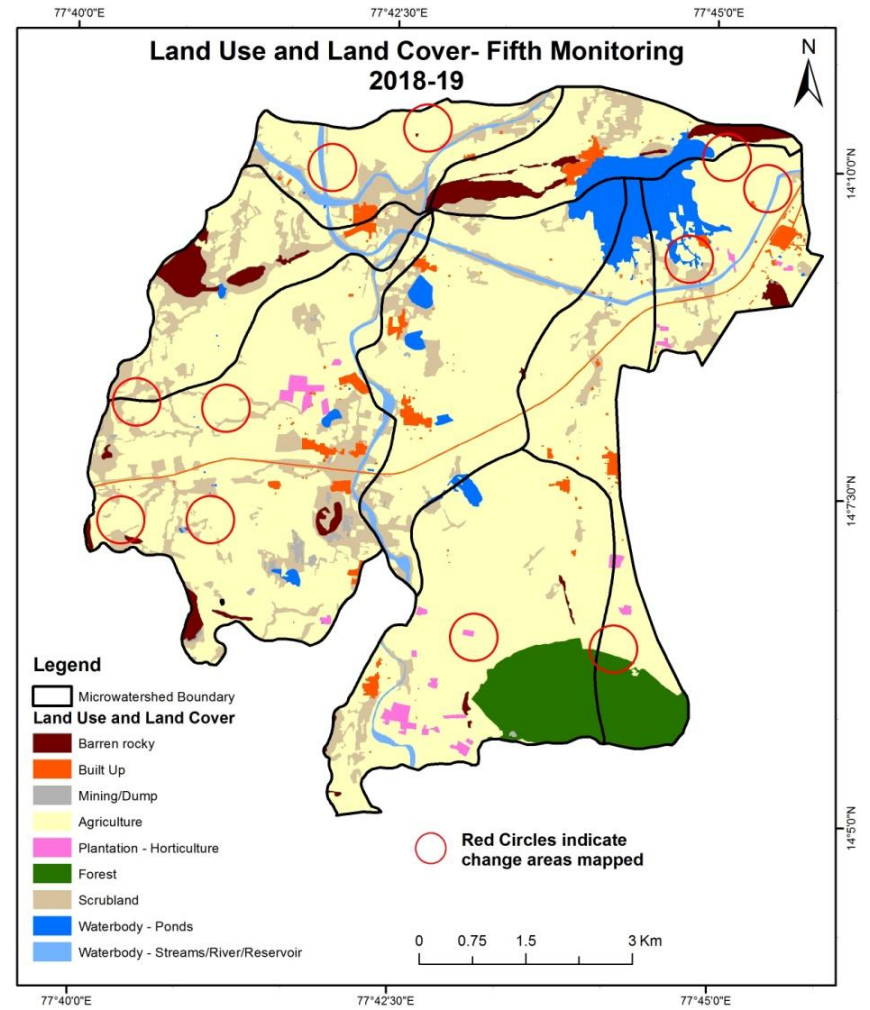 77°40'0"E
77°42'30"E
77°45'0"E
Land Use and Land Cover- Fifth Monitoring
2018-19
N
14°10'0"N
14°7'30"N
14°5'0"N
Legend
Microwatershed Boundary
Land Use and Land Cover
Barren rocky
Built Up
Mining/Dump
Agriculture
Plantation - Horticulture
Forest
Scrubland
Waterbody - Ponds
Waterbody - Streams/River/Reservoir
Red Circles indicate
change areas mapped
0 0.75 1.5 3 Km
77°40'0"E
77°42'30"E
77°45'0"E